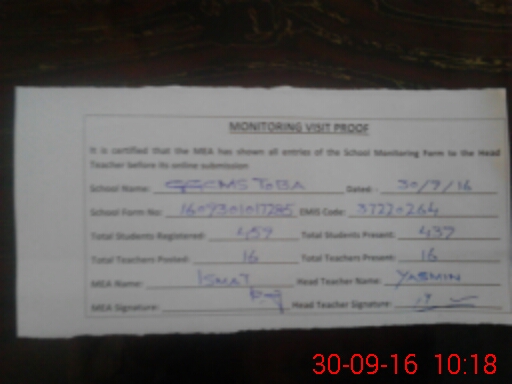 MONITORING VISIT PROOF
It is certified that the MEA has shown all entries of the School Monitoring Form to the Head
Teacher before its online submission
School Name: GGCMS TOBA Dated: 30/9/16
School Form No: EMIS Code: 37220264
Total Students Registered: 459 Total Students Present: 437
Total Teachers Posted: 16 Total Teachers Present: 16
MEA Name: ISMAT Head Teacher Name: YASMIN
MEA Signature: Head Teacher Signature:
30-09-16 10:18